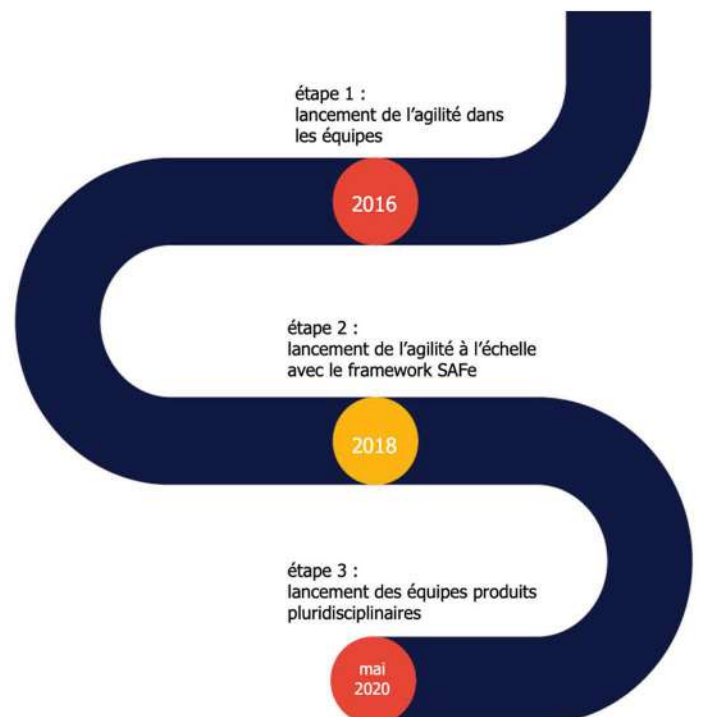 étape 1 :
lancement de l'agilité dans
les équipes
2016
étape 2 :
lancement de l'agilité à l'échelle
avec le framework SAFe
2018
étape 3 :
lancement des équipes produits
pluridisciplinaires
mai
2020